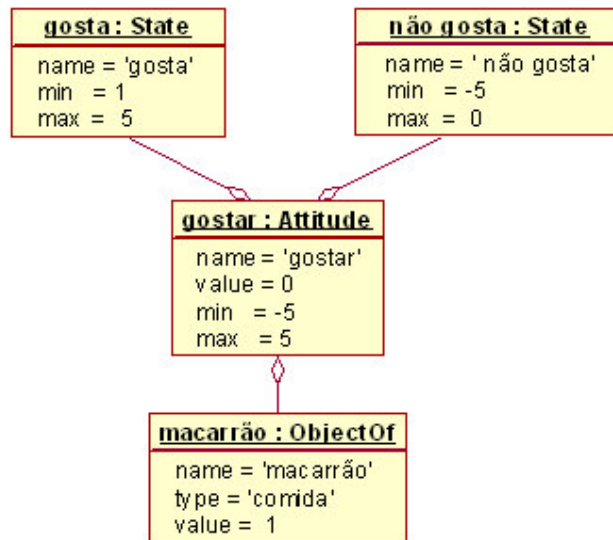 gosta : State
name = 'gosta'
min = 1
max = 5
não gosta : State
name = ' não gosta'
min = -5
max = 0
gostar : Attitude
name = 'gostar'
value = 0
min = -5
max = 5
macarrão : ObjectOf
name = 'macarrão'
type = 'comida'
value = 1